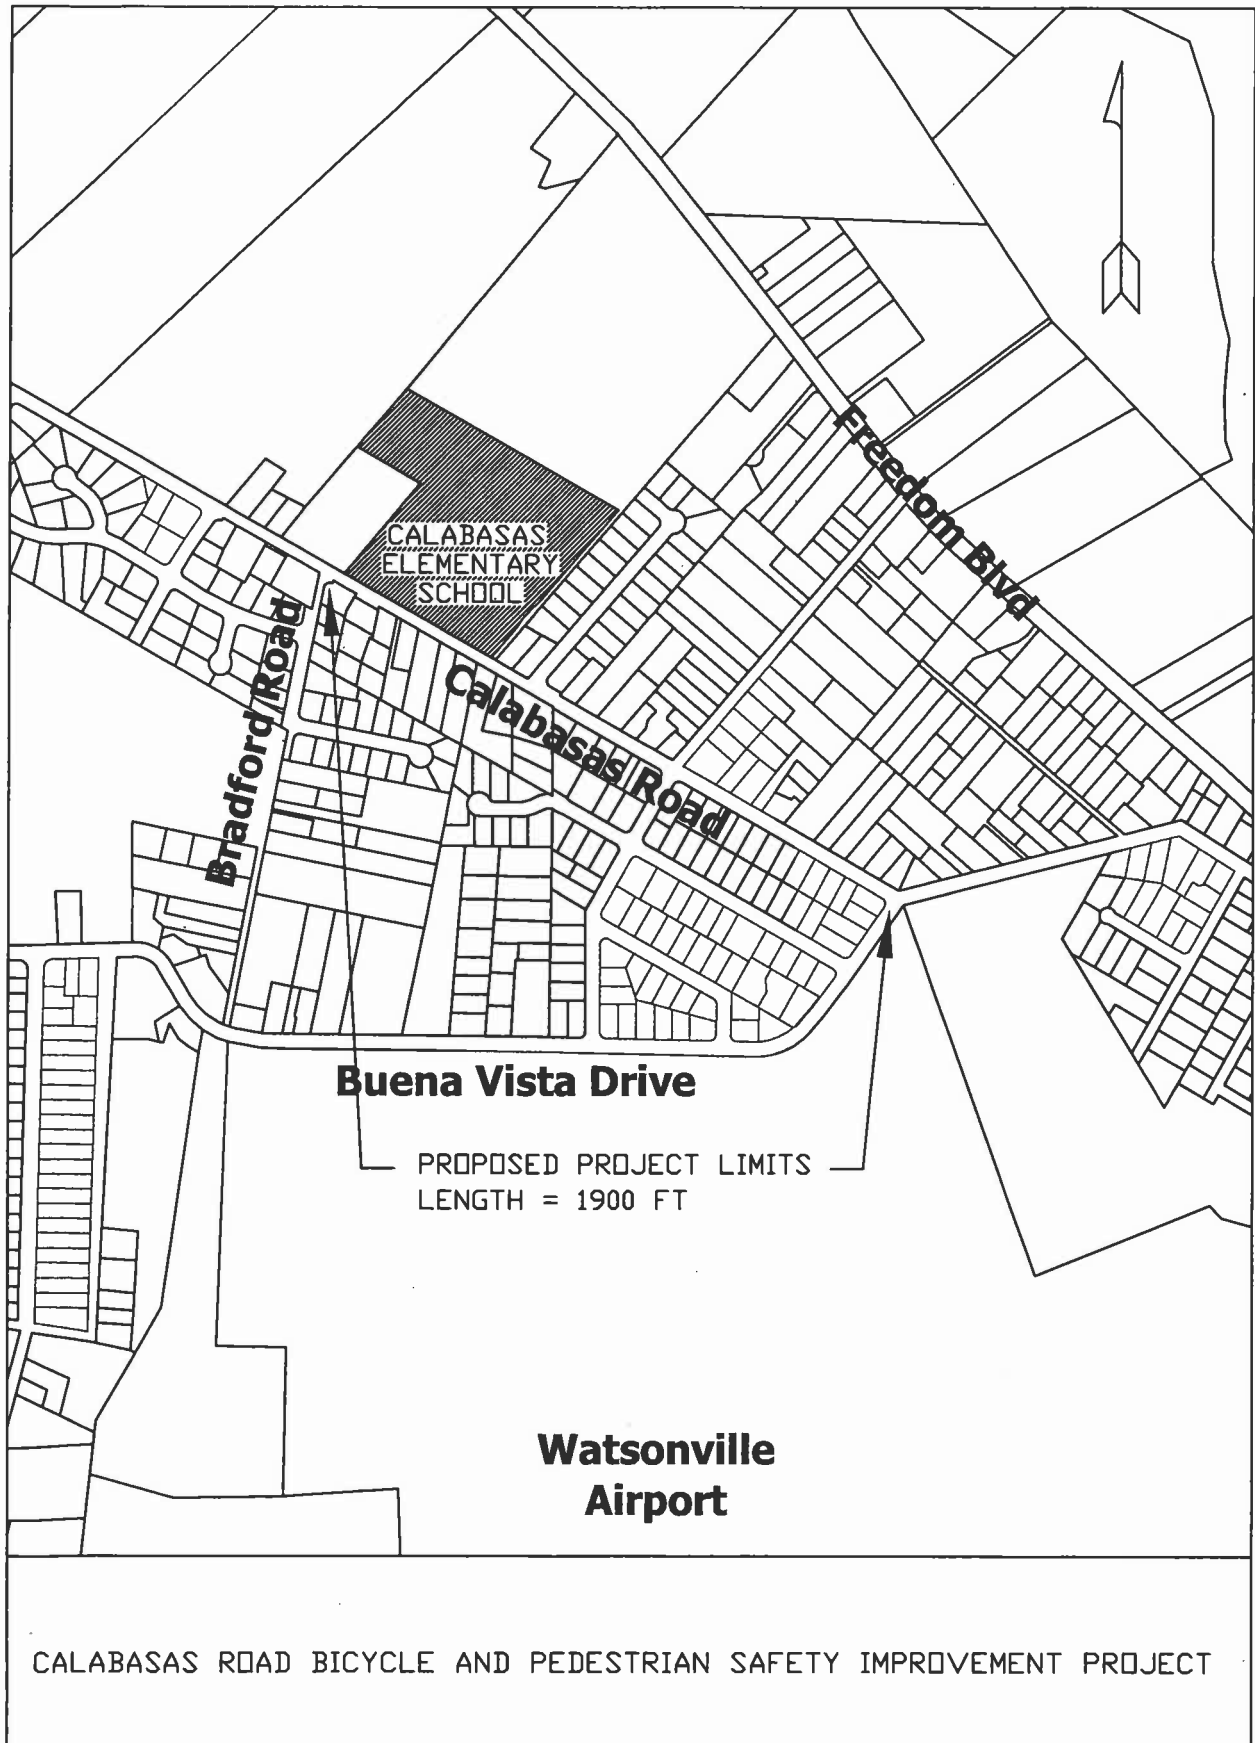 Freedom Blvd
CALABASAS
ELEMENTARY
SCHOOL
Bradford Road
Calabasas Road
Buena Vista Drive
PROPOSED PROJECT LIMITS
LENGTH = 1900 FT
Watsonville
Airport
CALABASAS ROAD BICYCLE AND PEDESTRIAN SAFETY IMPROVEMENT PROJECT